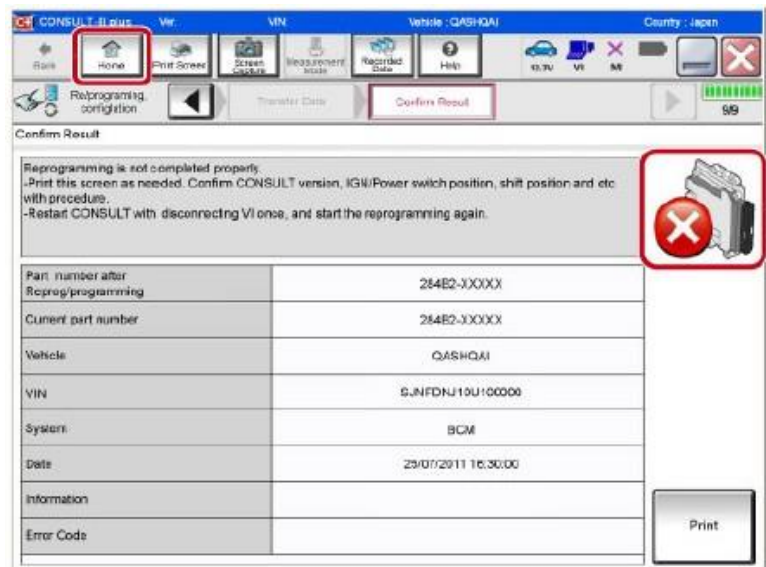 CONSULT-III plus Ver. VIN: Vehicle : QASHQAI Country : Japan
Back Home Print Screen Screen Capture Measurement Mode Recorded Data Help VI MI
Re/programing, configration Transfer Data Confirm Result 9/9
Confirm Result
Reprogramming is not completed properly.
-Print this screen as needed. Confirm CONSULT version, IGN/Power switch position, shift position and etc
with procedure.
-Restart CONSULT with disconnecting VI once, and start the reprogramming again.
Part number after
Reprog/programming
284B2-XXXXX
Current part number 284B2-XXXXX
Vehicle QASHQAI
VIN
System BCM
Date 25/07/2011 16:30:00
Information
Error Code
Print